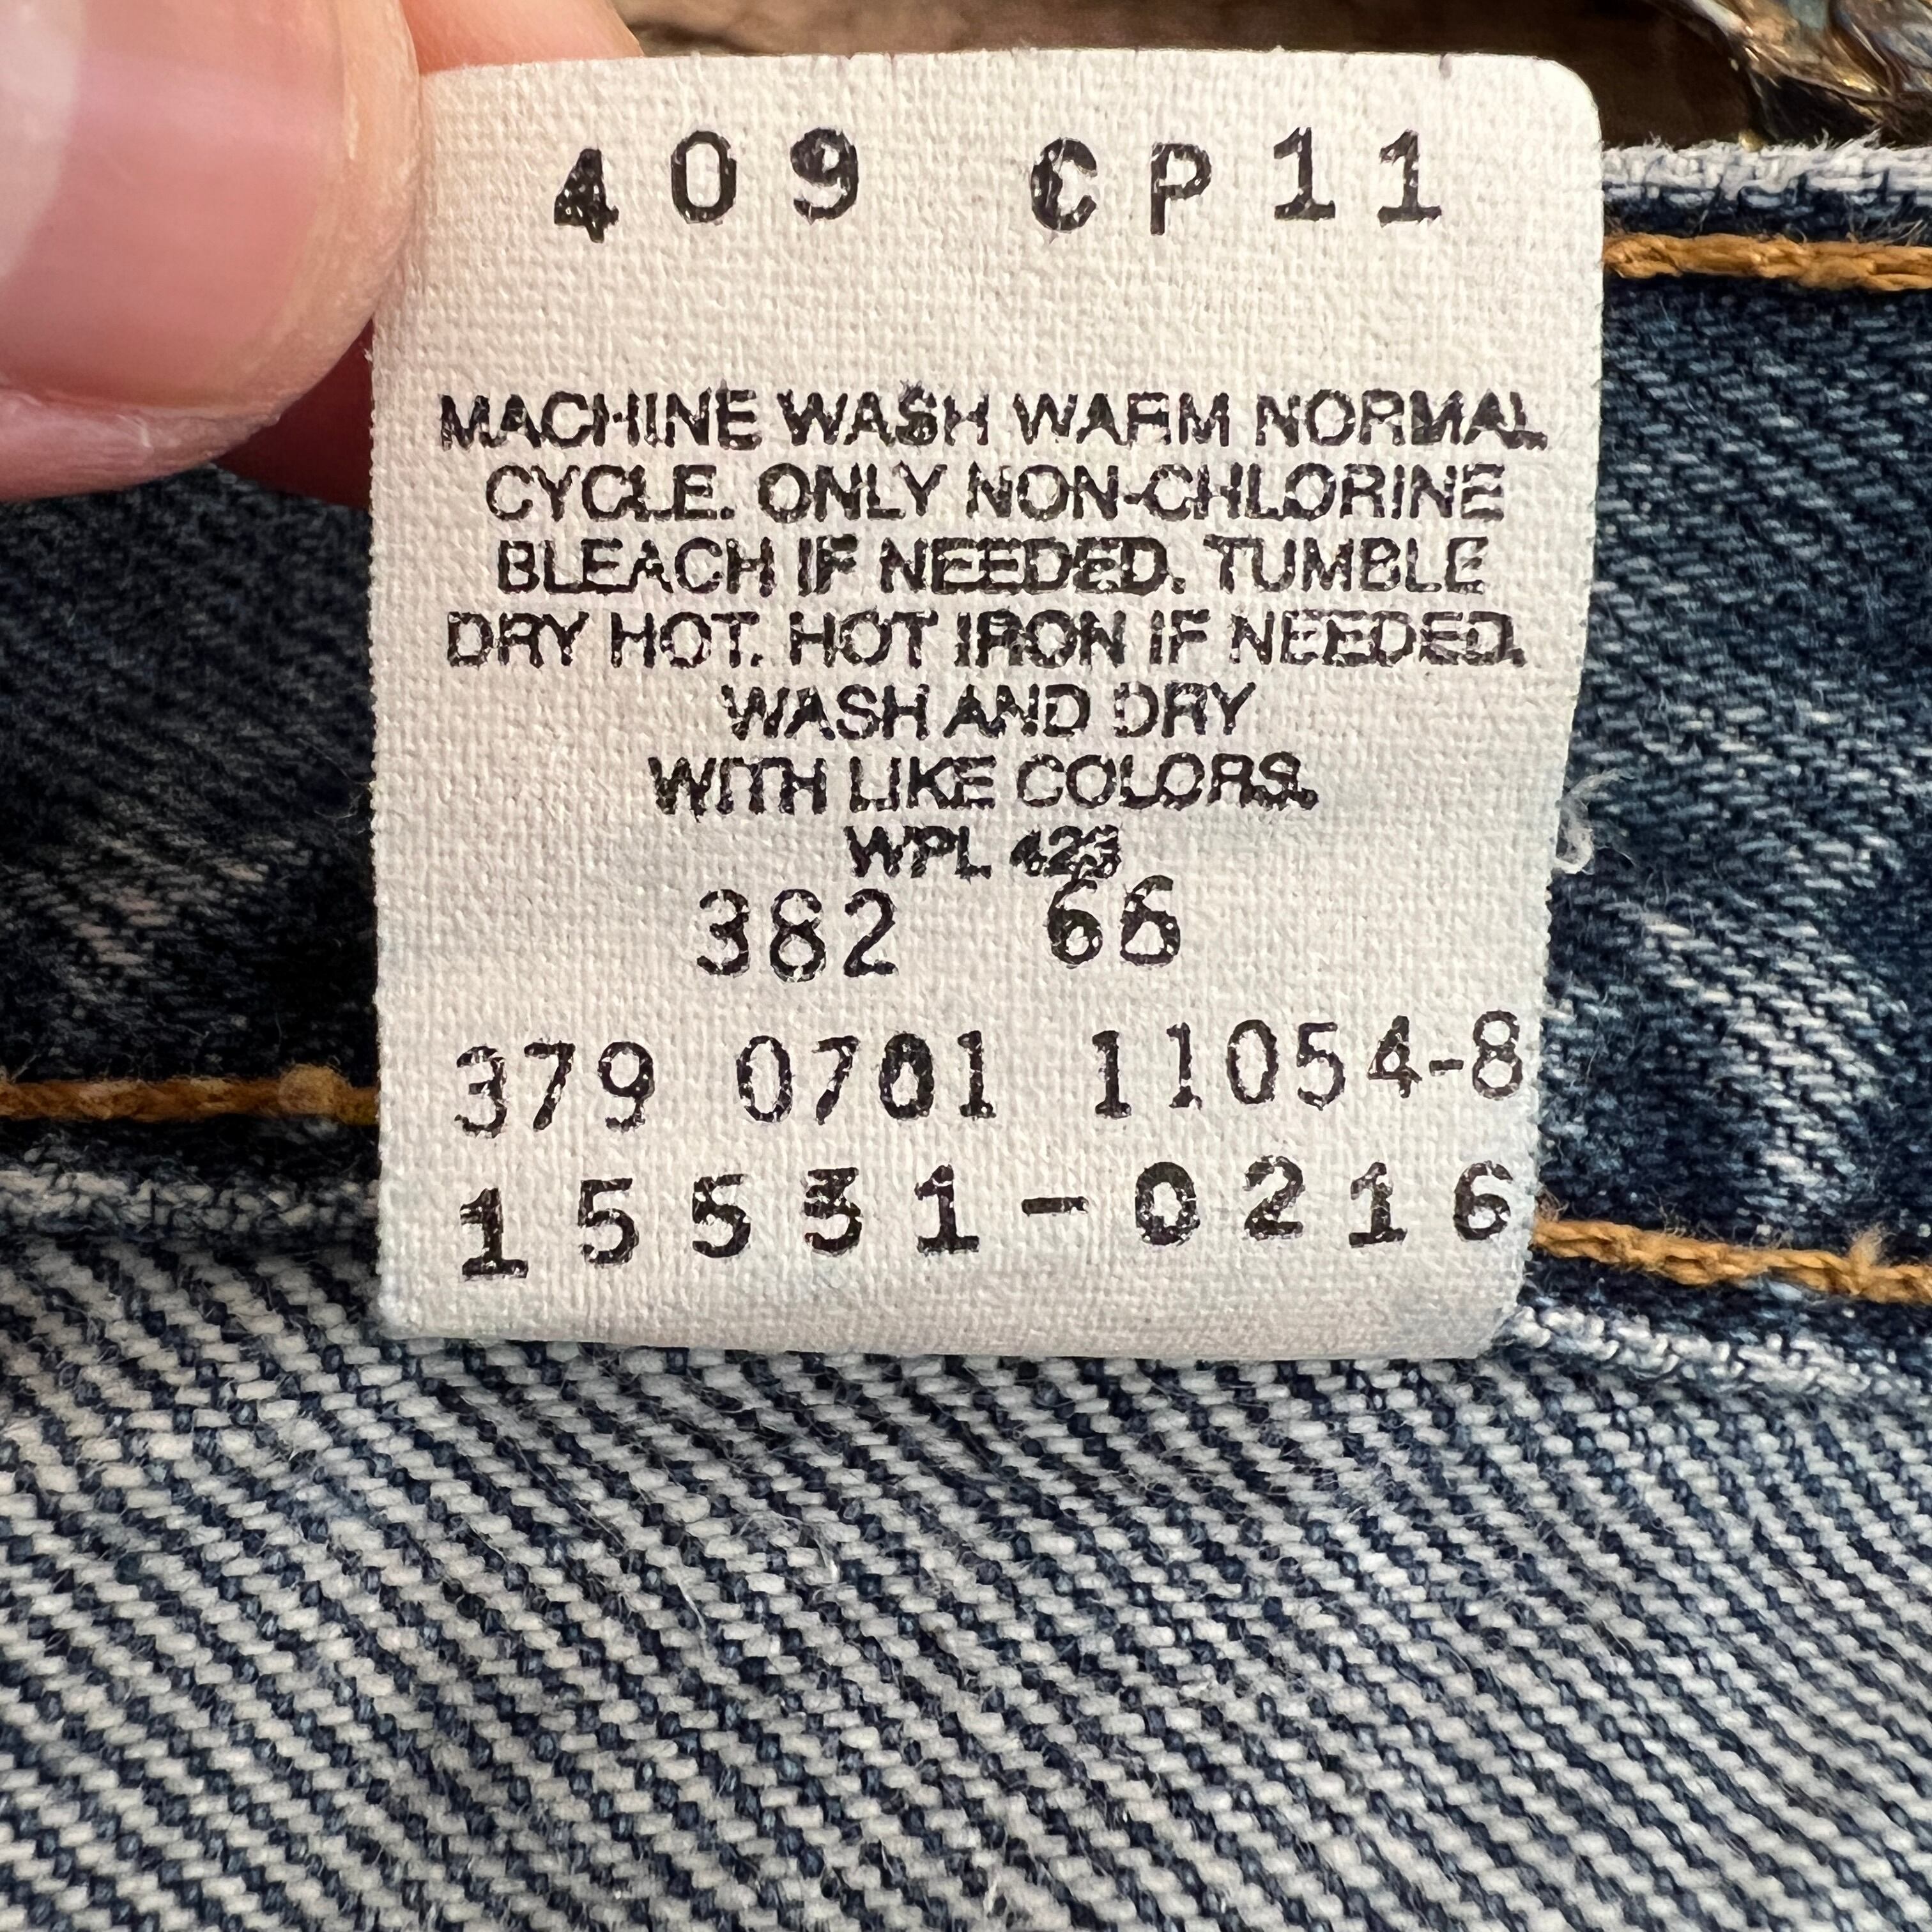 409 CP11
MACHINE WASH WARM NORMAL
CYCLE. ONLY NON-CHLORINE
BLEACH IF NEEDED. TUMBLE
DRY HOT. HOT IRON IF NEEDED.
WASH AND DRY
WITH LIKE COLORS.
WPL 423
382 66
379 0701 11054-8
15531-0216